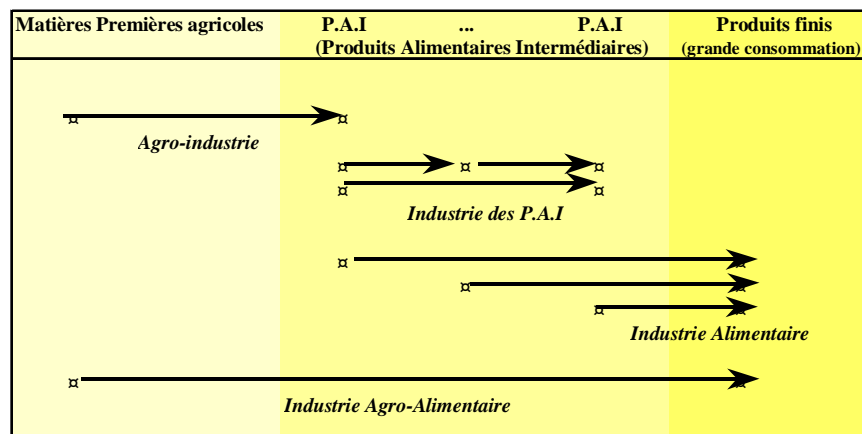 Matières Premières agricoles P.A.I ... P.A.I Produits finis
(Produits Alimentaires Intermédiaires) (grande consommation)
Agro-industrie
Industrie des P.A.I
Industrie Alimentaire
Industrie Agro-Alimentaire